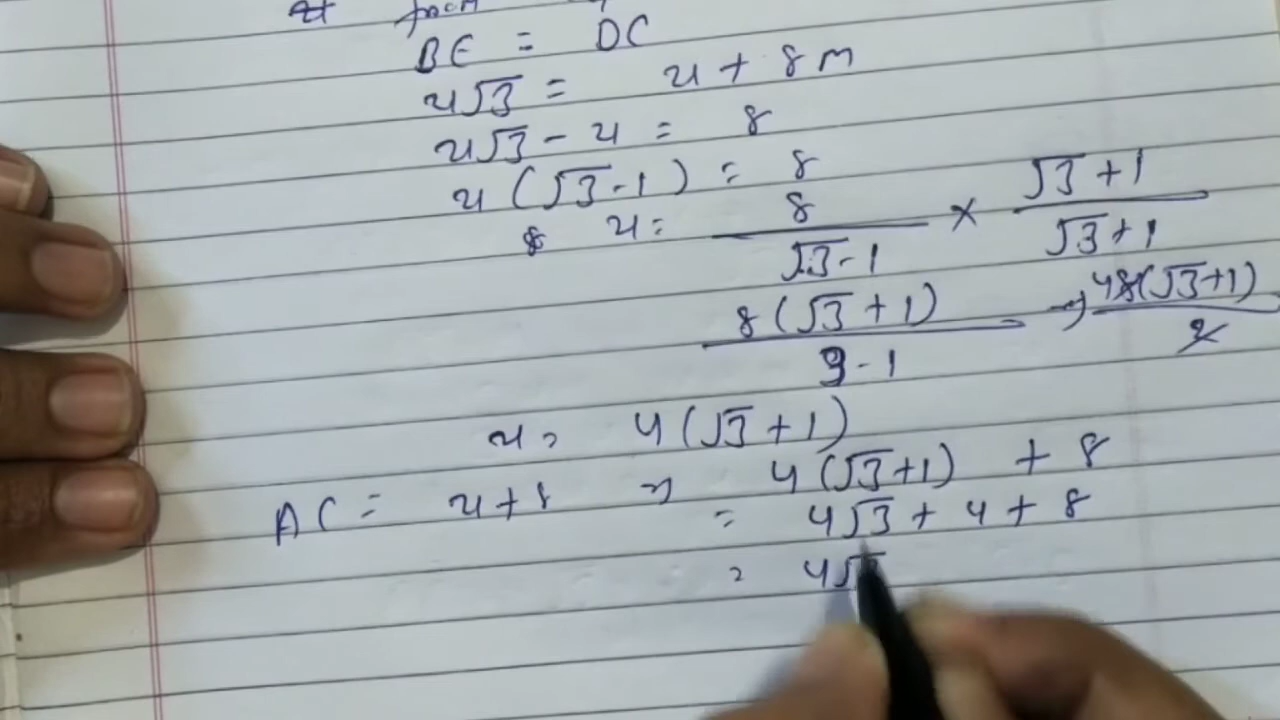 from
BE = DC
x√3 = x + 8m
x√3 - x = 8
x(√3 - 1) = 8
x = 8/(√3 - 1) × (√3 + 1)/(√3 + 1)
8(√3 + 1)/(3 - 1) → 48(√3+1)/2
x = 4(√3 + 1)
AC = x + 8 ⇒ 4(√3+1) + 8
= 4√3 + 4 + 8
= 4√